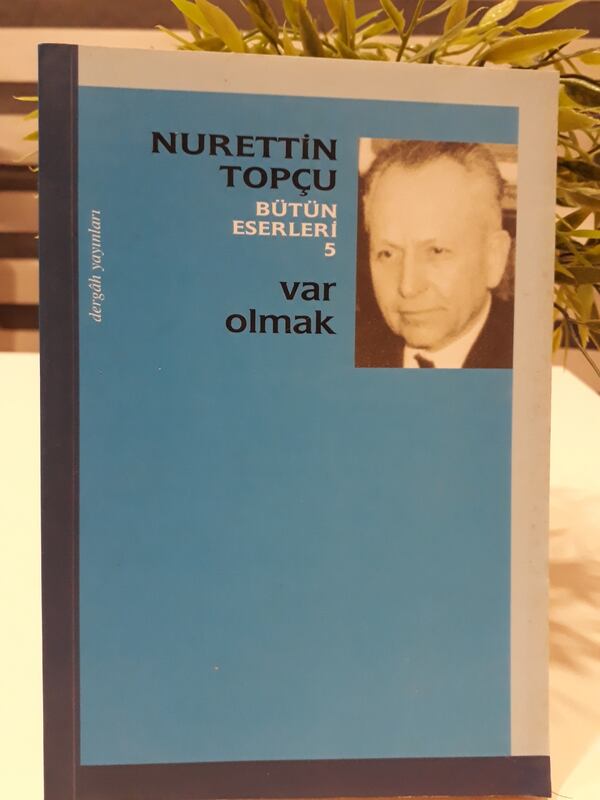 NURETTİN
TOPÇU
BÜTÜN
ESERLERİ
5
var
olmak
dergâh yayınları